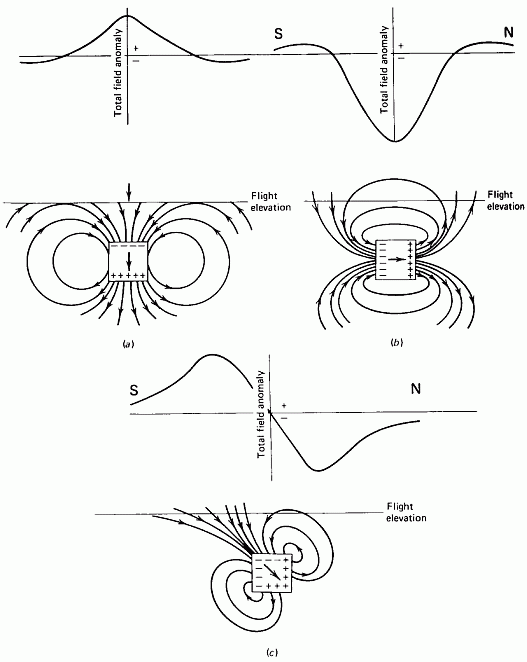 Total field anomaly
+
−
Flight
elevation
− − − −
+ + + + +
(a)
S
N
Total field anomaly
+
−
Flight
elevation
−
−
−
−
−
+
+
+
+
+
+
(b)
S
N
Total field anomaly
+
−
Flight
elevation
− − − +
−
−
−
+
+
− + + +
(c)